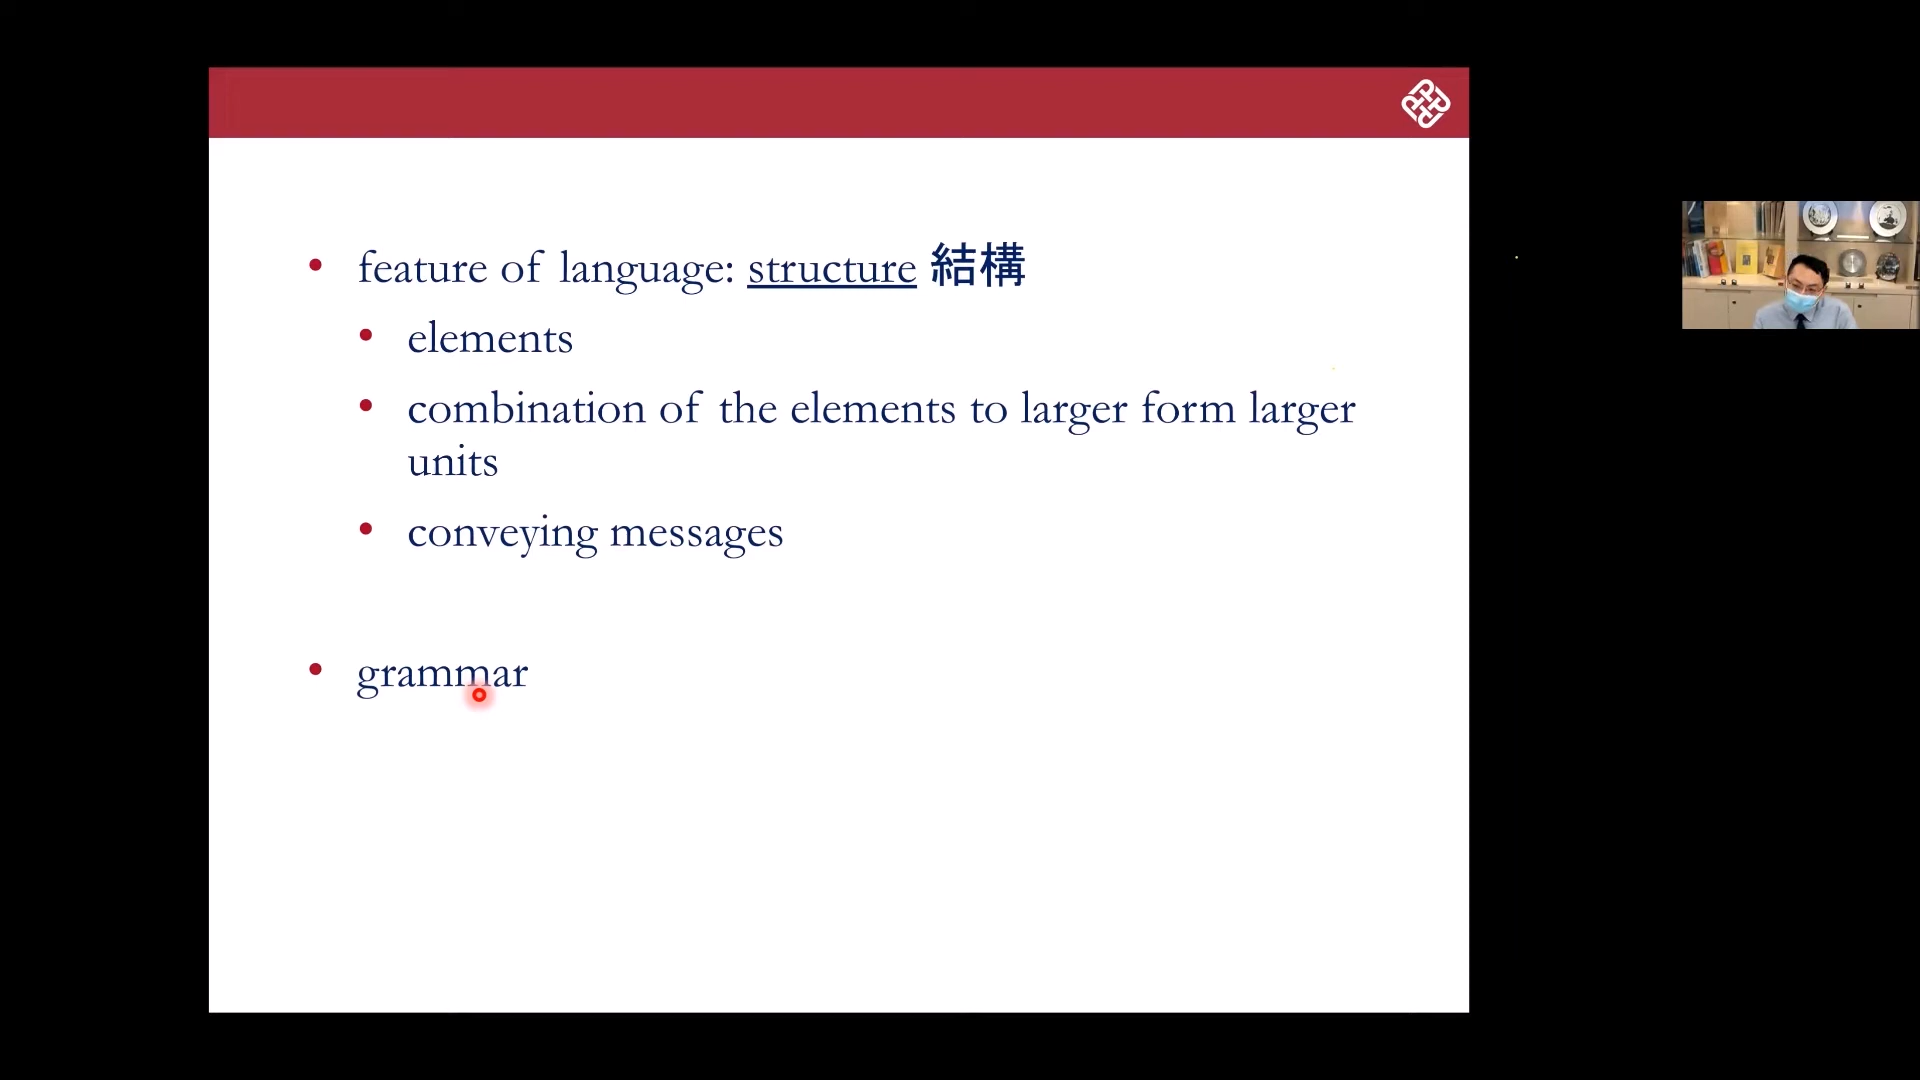 feature of language: structure 結構
elements
combination of the elements to larger form larger
units
conveying messages
grammar